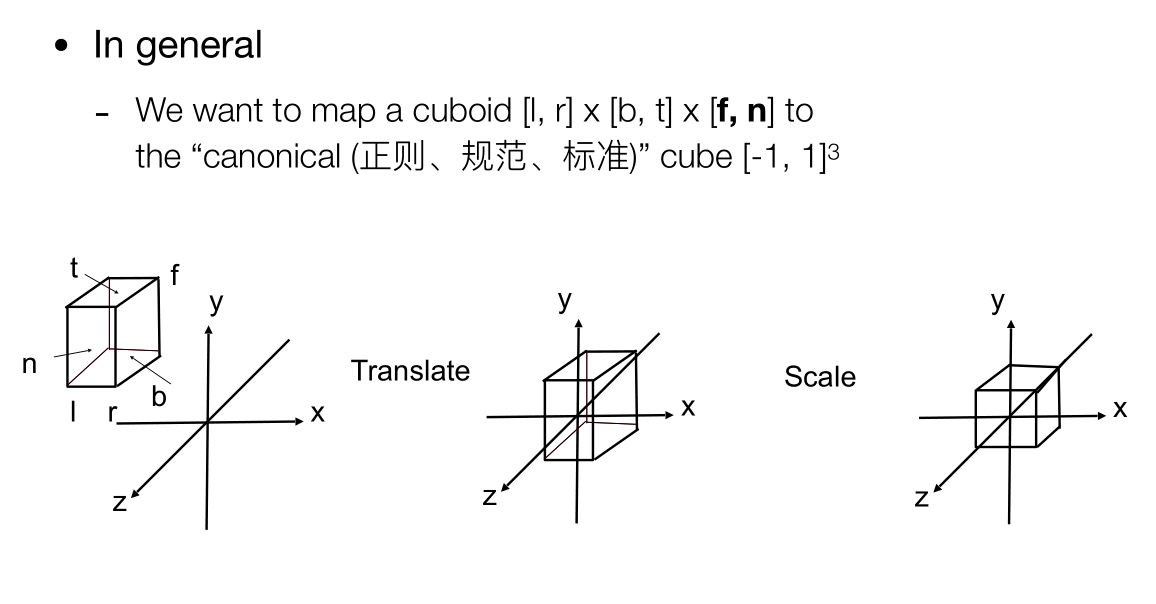 • In general
- We want to map a cuboid [l, r] x [b, t] x [f, n] to
the “canonical (正则、规范、标准)” cube [-1, 1]³
t
f
n
l
r
b
y
x
z
Translate
y
x
z
Scale
y
x
z